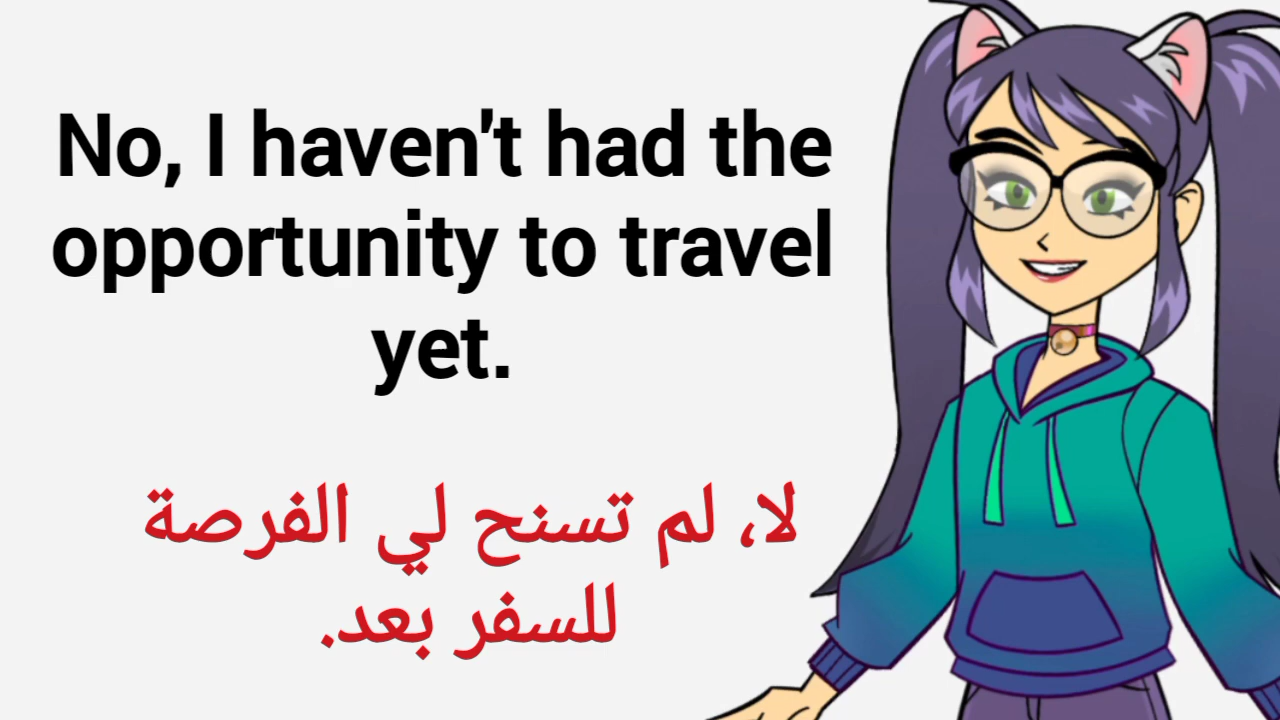 No, I haven't had the
opportunity to travel
yet.
لا، لم تسنح لي الفرصة
للسفر بعد.